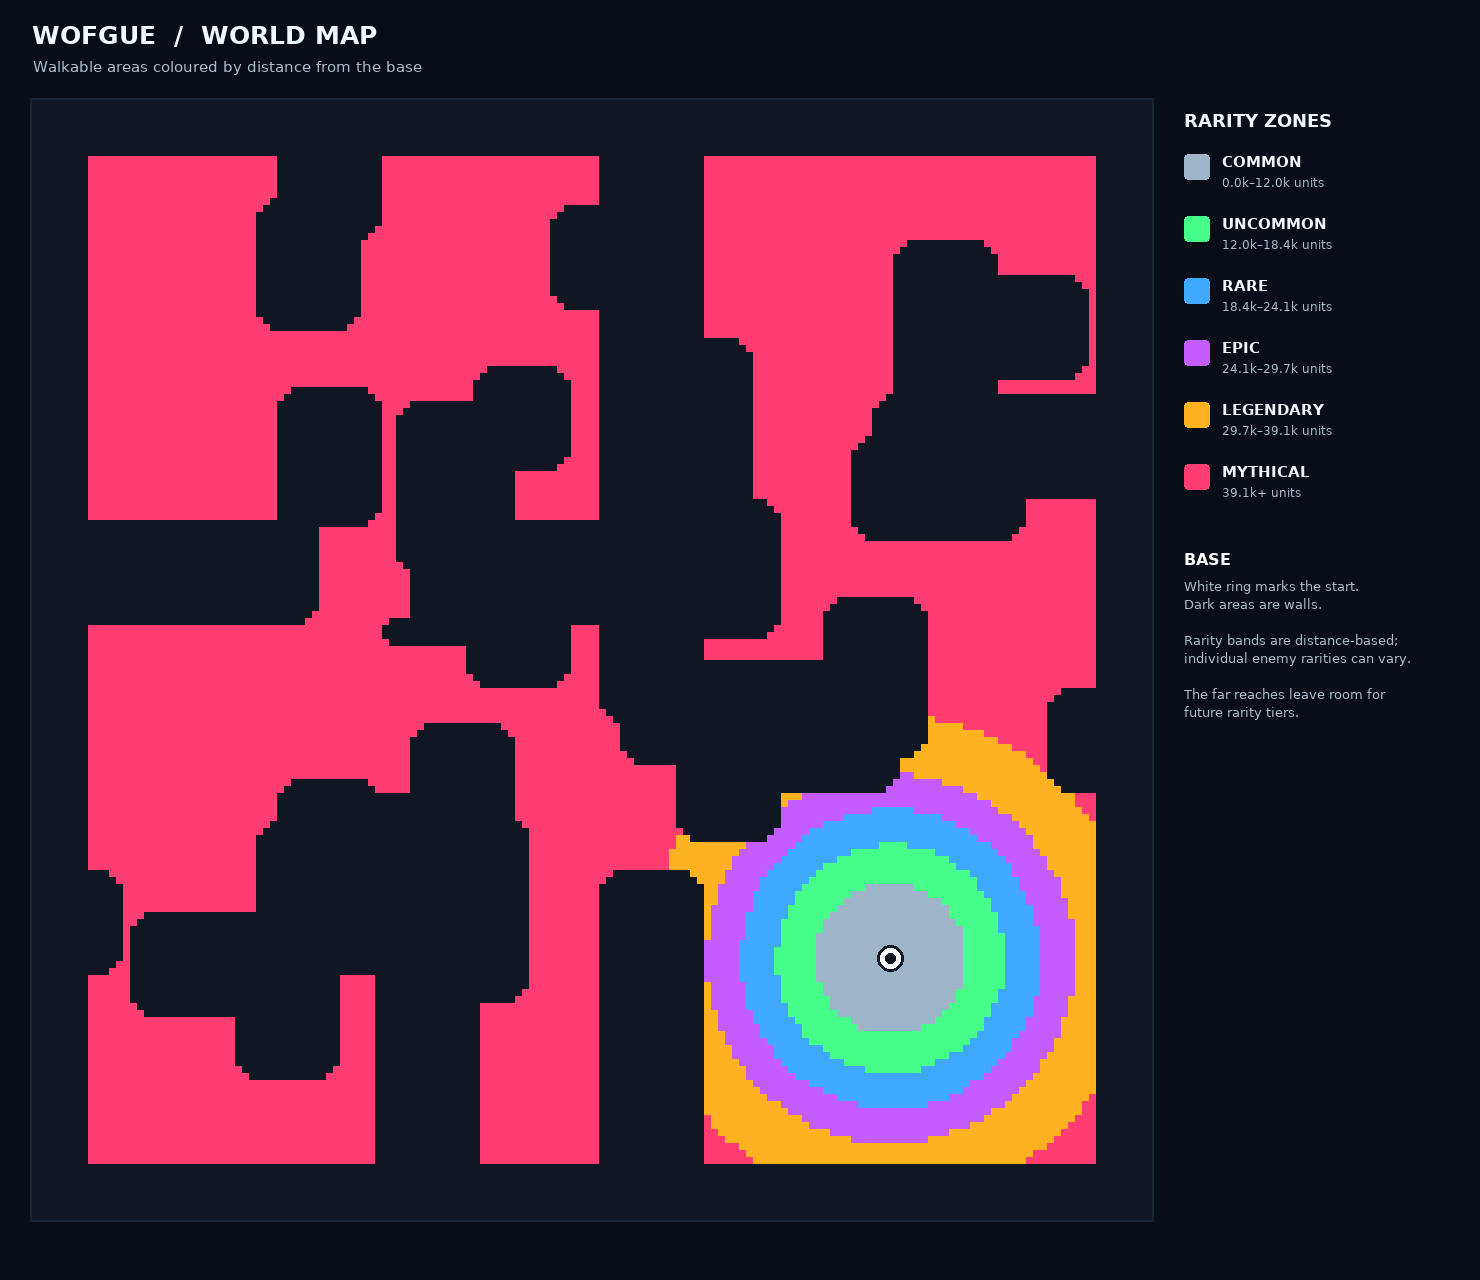 WOFGUE / WORLD MAP
Walkable areas coloured by distance from the base
RARITY ZONES
COMMON
0.0k–12.0k units
UNCOMMON
12.0k–18.4k units
RARE
18.4k–24.1k units
EPIC
24.1k–29.7k units
LEGENDARY
29.7k–39.1k units
MYTHICAL
39.1k+ units
BASE
White ring marks the start.
Dark areas are walls.
Rarity bands are distance-based;
individual enemy rarities can vary.
The far reaches leave room for
future rarity tiers.